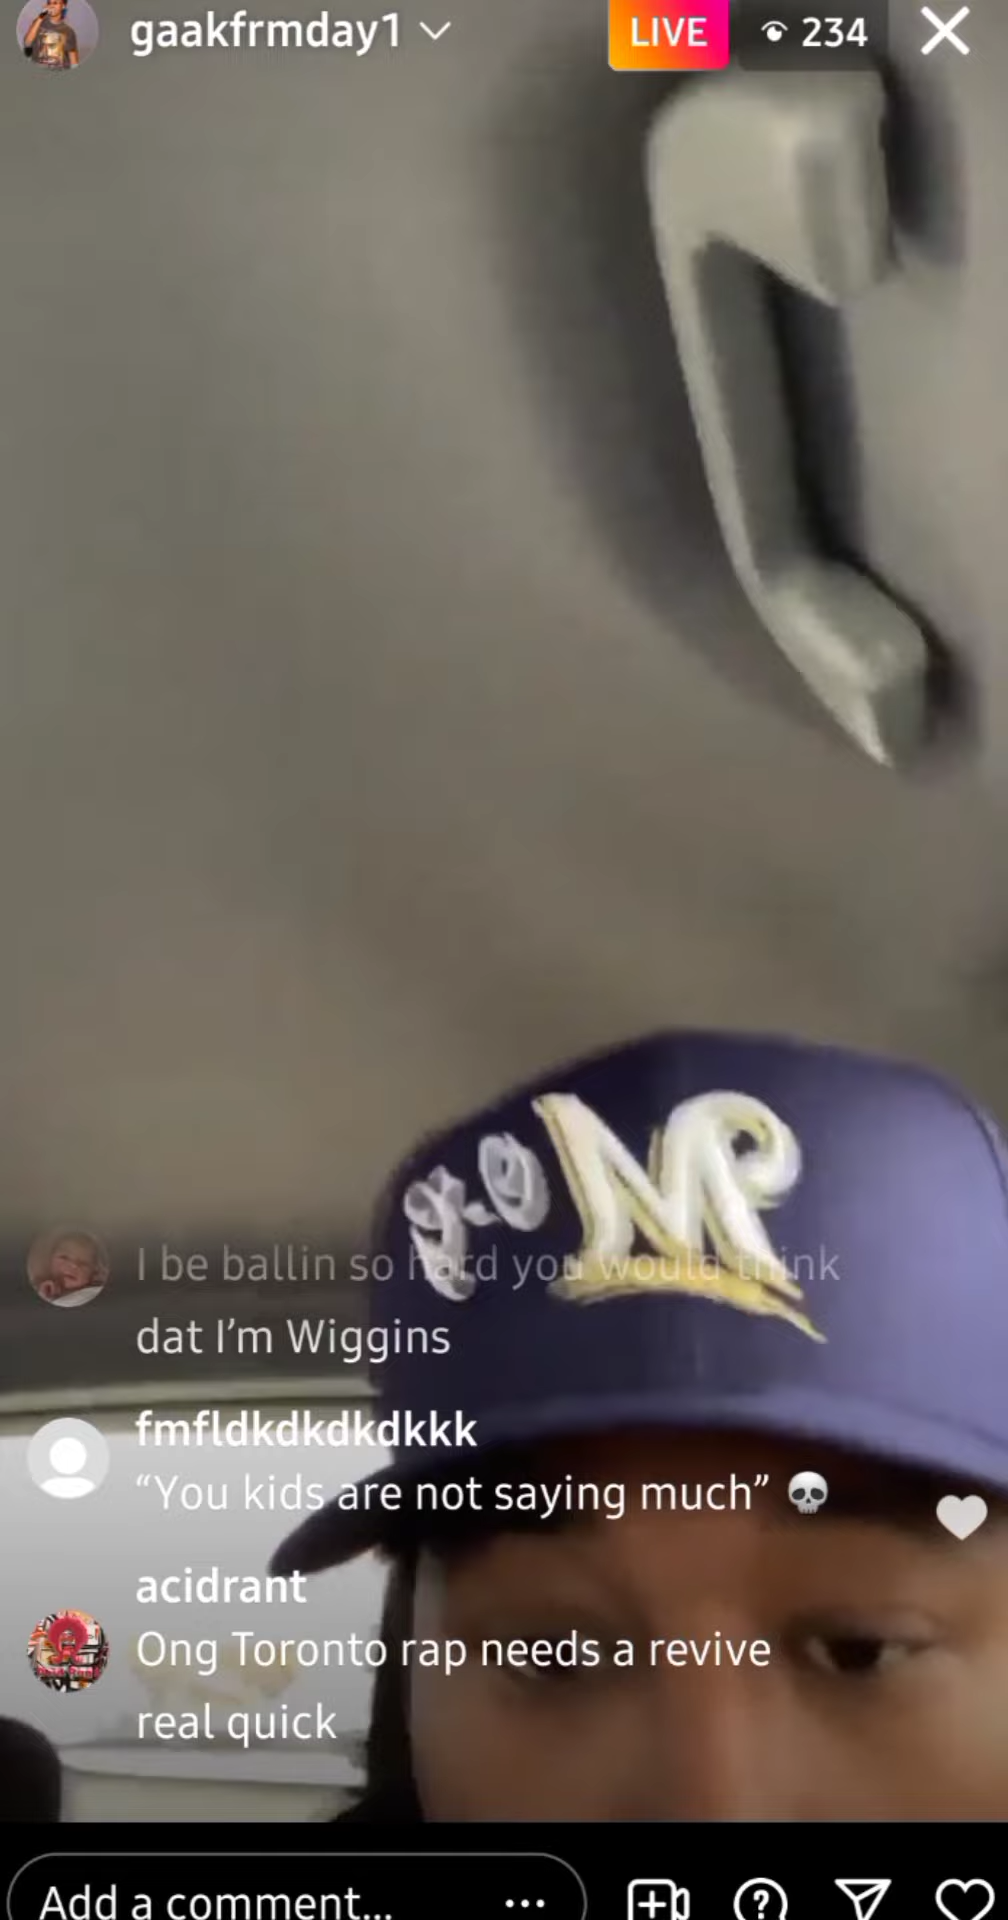 gaakfrmday1
LIVE
234
I be ballin so hard you would think
dat I'm Wiggins
fmfldkdkdkdkkk
“You kids are not saying much” 💀
acidrant
Ong Toronto rap needs a revive
real quick
Add a comment...